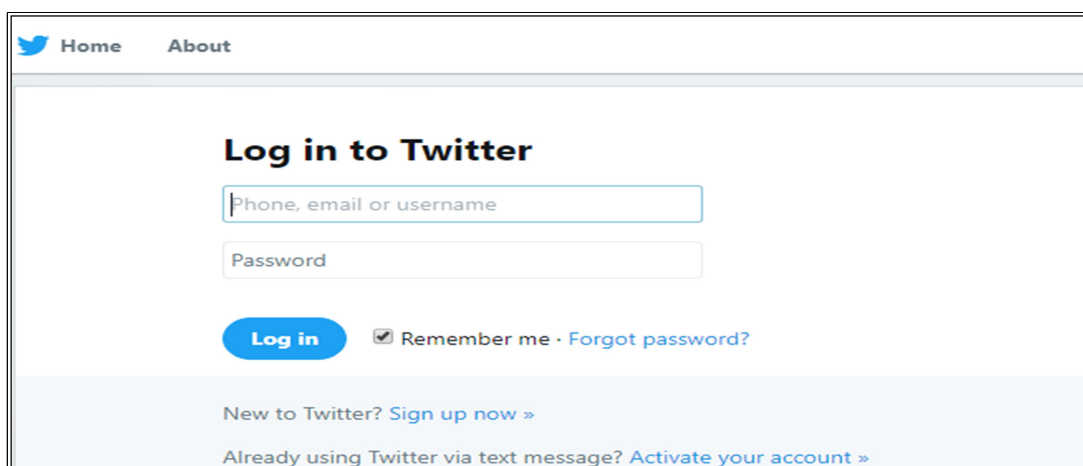 Home About
Log in to Twitter
Phone, email or username
Password
Log in Remember me · Forgot password?
New to Twitter? Sign up now »
Already using Twitter via text message? Activate your account »